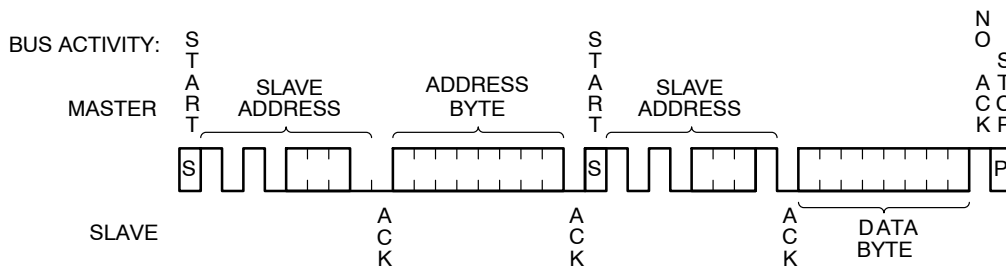 BUS ACTIVITY:
MASTER
START
SLAVE
ADDRESS
ADDRESS
BYTE
START
SLAVE
ADDRESS
NO ACK
STOP
S
S
P
SLAVE
ACK
ACK
ACK
DATA
BYTE